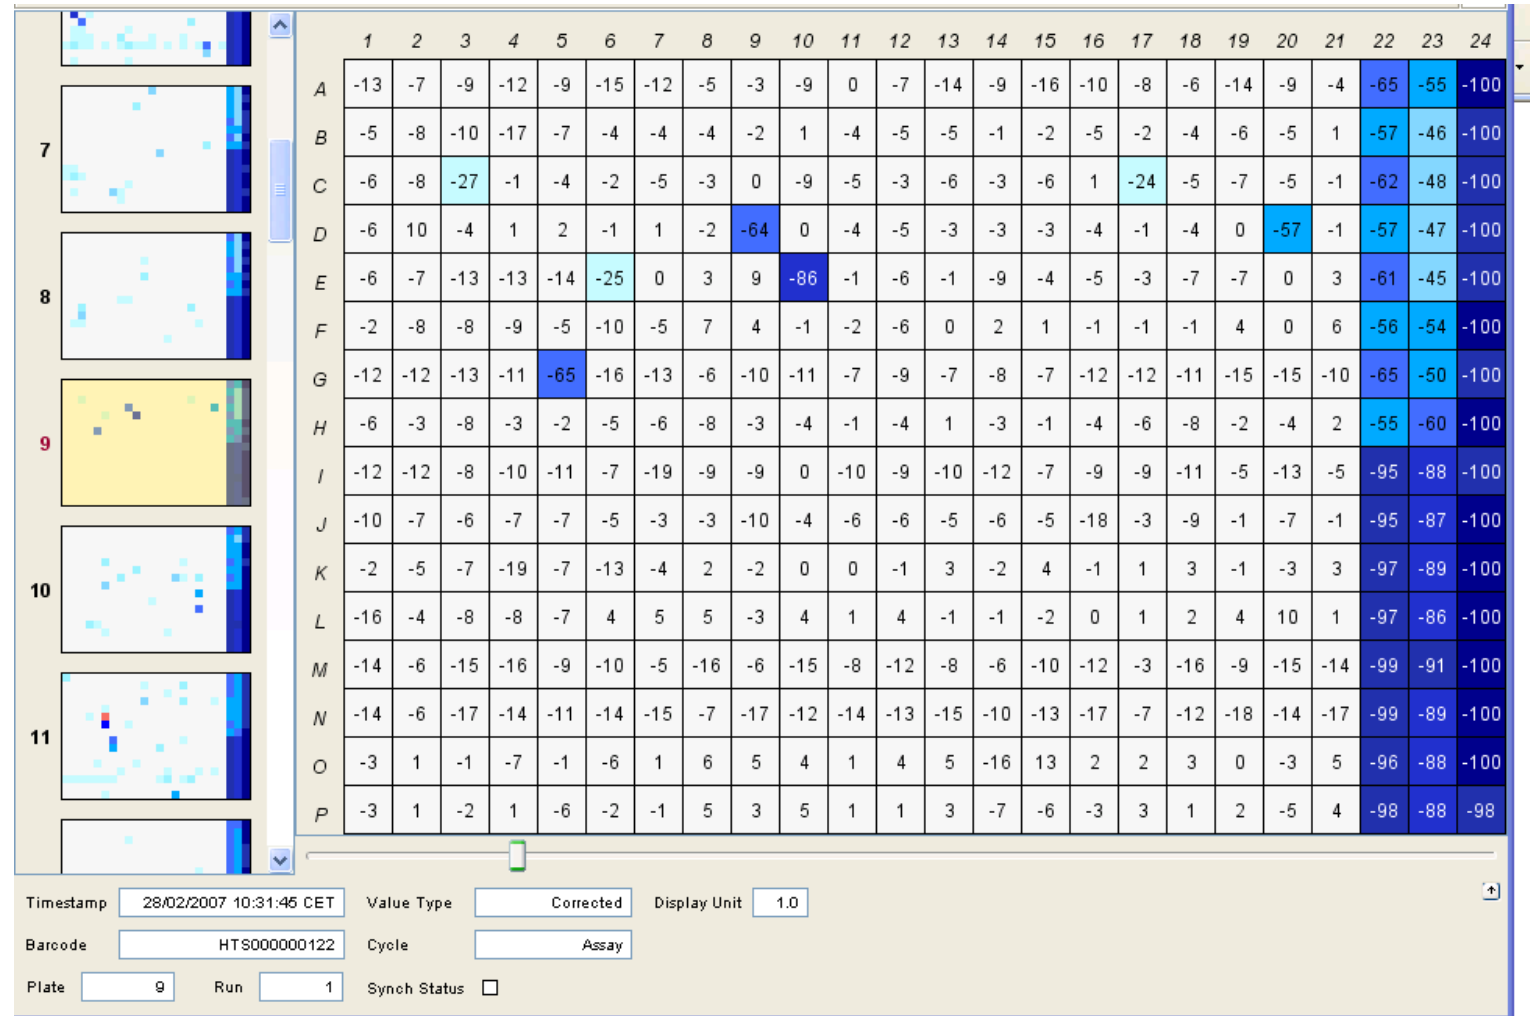 1 2 3 4 5 6 7 8 9 10 11 12 13 14 15 16 17 18 19 20 21 22 23 24
A -13 -7 -9 -12 -9 -15 -12 -5 -3 -9 0 -7 -14 -9 -16 -10 -8 -6 -14 -9 -4 -65 -55 -100
B -5 -8 -10 -17 -7 -4 -4 -4 -2 1 -4 -5 -5 -1 -2 -5 -2 -4 -6 -5 1 -57 -46 -100
7
C -6 -8 -27 -1 -4 -2 -5 -3 0 -9 -5 -3 -6 -3 -6 1 -24 -5 -7 -5 -1 -62 -48 -100
D -6 10 -4 1 2 -1 1 -2 -64 0 -4 -5 -3 -3 -3 -4 -1 -4 0 -57 -1 -57 -47 -100
E -6 -7 -13 -13 -14 -25 0 3 9 -86 -1 -6 -1 -9 -4 -5 -3 -7 -7 0 3 -61 -45 -100
8
F -2 -8 -8 -9 -5 -10 -5 7 4 -1 -2 -6 0 2 1 -1 -1 -1 4 0 6 -56 -54 -100
G -12 -12 -13 -11 -65 -16 -13 -6 -10 -11 -7 -9 -7 -8 -7 -12 -12 -11 -15 -15 -10 -65 -50 -100
H -6 -3 -8 -3 -2 -5 -6 -8 -3 -4 -1 -4 1 -3 -1 -4 -6 -8 -2 -4 2 -55 -60 -100
9
I -12 -12 -8 -10 -11 -7 -19 -9 -9 0 -10 -9 -10 -12 -7 -9 -9 -11 -5 -13 -5 -95 -88 -100
J -10 -7 -6 -7 -7 -5 -3 -3 -10 -4 -6 -6 -5 -6 -5 -18 -3 -9 -1 -7 -1 -95 -87 -100
K -2 -5 -7 -19 -7 -13 -4 2 -2 0 0 -1 3 -2 4 -1 1 3 -1 -3 3 -97 -89 -100
10
L -16 -4 -8 -8 -7 4 5 5 -3 4 1 4 -1 -1 -2 0 1 2 4 10 1 -97 -86 -100
M -14 -6 -15 -16 -9 -10 -5 -16 -6 -15 -8 -12 -8 -6 -10 -12 -3 -16 -9 -15 -14 -99 -91 -100
N -14 -6 -17 -14 -11 -14 -15 -7 -17 -12 -14 -13 -15 -10 -13 -17 -7 -12 -18 -14 -17 -99 -89 -100
11
O -3 1 -1 -7 -1 -6 1 6 5 4 1 4 5 -16 13 2 2 3 0 -3 5 -96 -88 -100
P -3 1 -2 1 -6 -2 -1 5 3 5 1 1 3 -7 -6 -3 3 1 2 -5 4 -98 -88 -98
Timestamp 28/02/2007 10:31:45 CET Value Type Corrected Display Unit 1.0
Barcode HTS000000122 Cycle Assay
Plate 9 Run 1 Synch Status